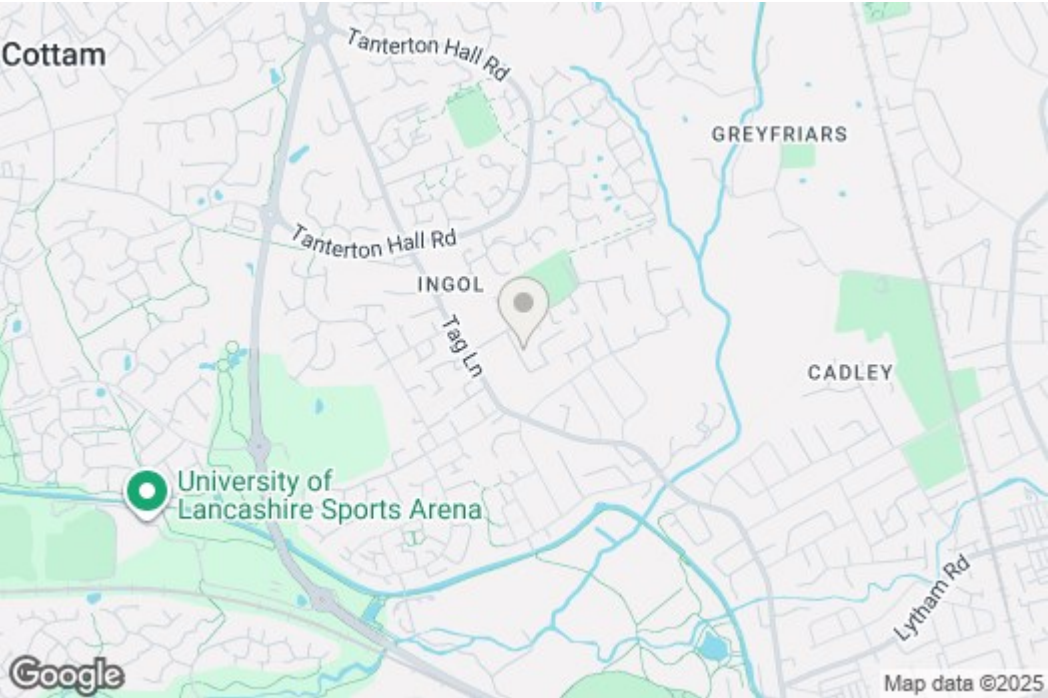 Cottam
Tanterton Hall Rd
GREYFRIARS
Tanterton Hall Rd
INGOL
Tag Ln
CADLEY
University of
Lancashire Sports Arena
Lytham Rd
Google
Map data ©2025